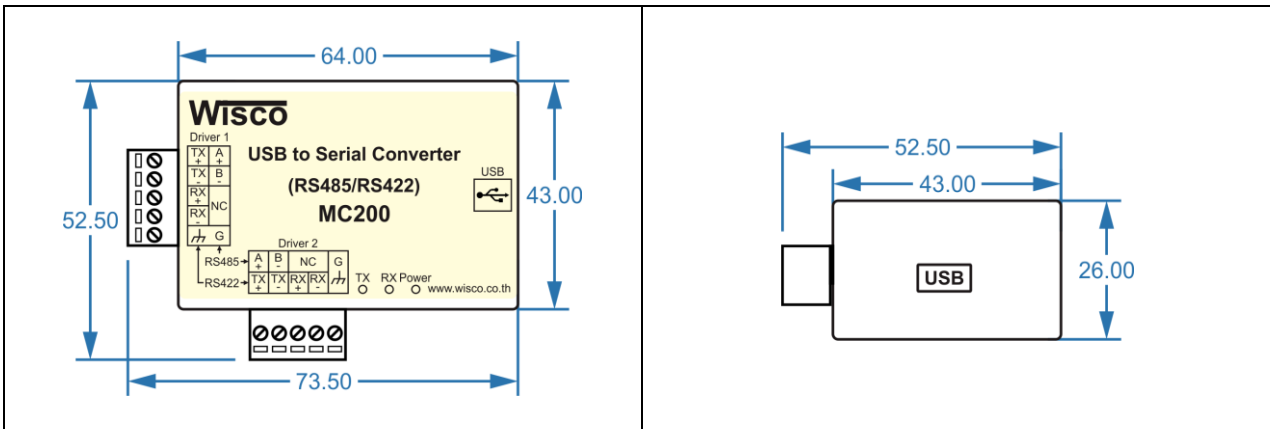 64.00
Wisco
Driver 1
TX + A +
TX - B -
RX + NC
RX -
G
USB to Serial Converter
(RS485/RS422)
MC200
USB
43.00
52.50
Driver 2
RS485 A + B - NC G
RS422 TX + TX - RX + RX -
TX RX Power
www.wisco.co.th
73.50
52.50
43.00
USB
26.00